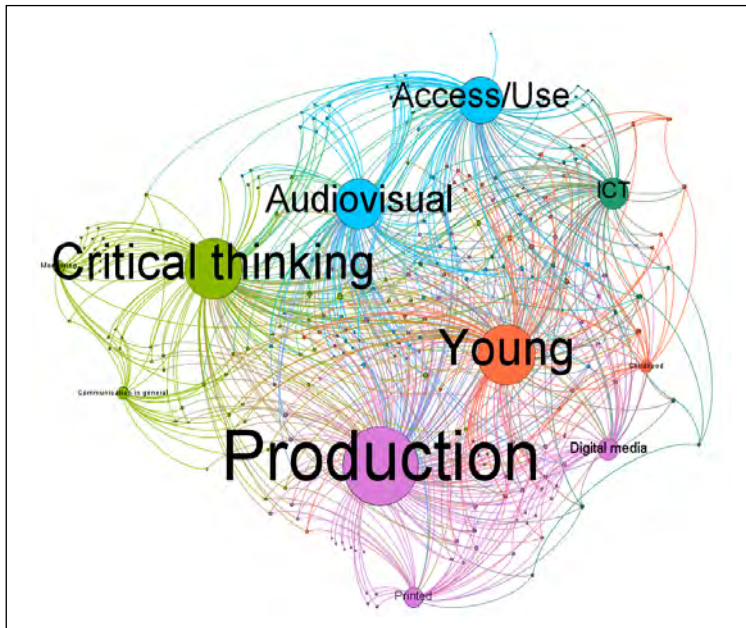 Access/Use
ICT
Audiovisual
Critical thinking
Young
Childhood
Communication in general
Digital media
Production
Printed